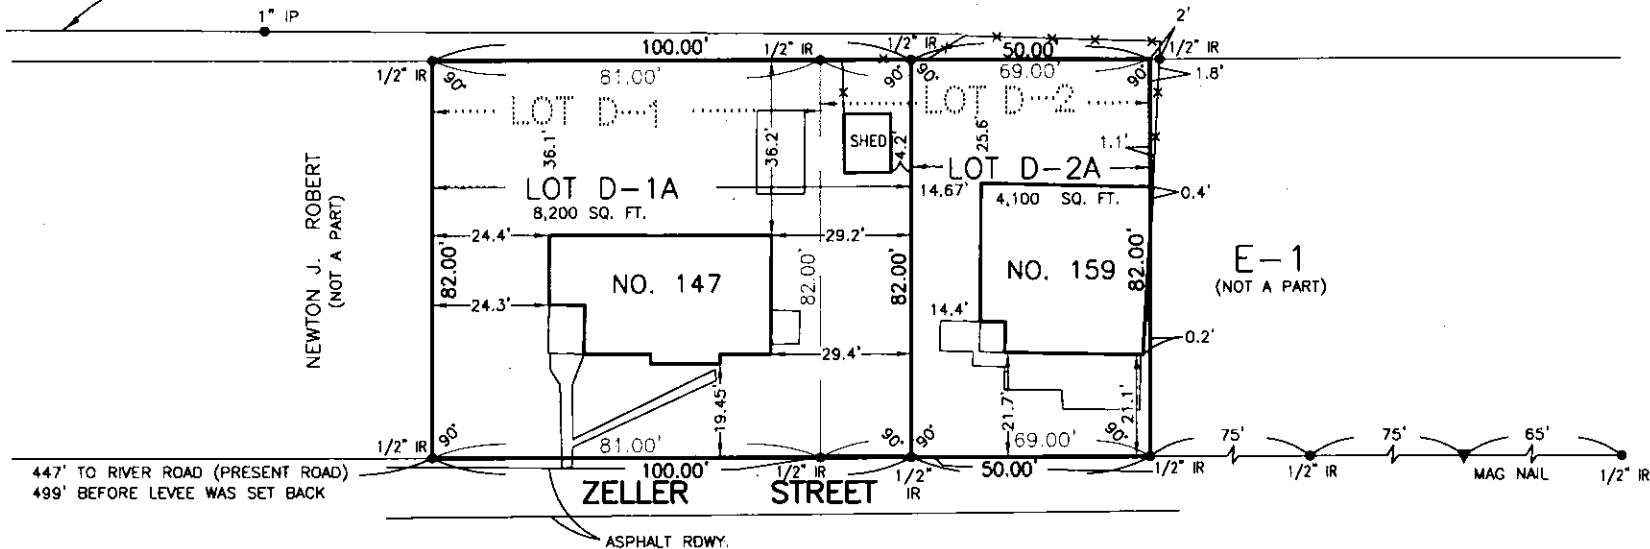 1" IP
100.00'
1/2" IR
1/2" IR
50.00'
2'
1/2" IR
1/2" IR
90°
81.00'
90°
90°
69.00'
90°
1.8'
LOT D-1
LOT D-2
36.1'
36.2'
SHED
4.2'
25.6'
1.1'
LOT D-1A
8,200 SQ. FT.
14.67'
LOT D-2A
4,100 SQ. FT.
0.4'
NEWTON J. ROBERT
(NOT A PART)
82.00'
24.4'
29.2'
NO. 147
82.00'
82.00'
NO. 159
82.00'
E-1
(NOT A PART)
24.3'
14.4'
29.4'
0.2'
19.45'
21.7'
21.1'
1/2" IR
90°
81.00'
90°
90°
69.00'
90°
75'
75'
65'
447' TO RIVER ROAD (PRESENT ROAD)
499' BEFORE LEVEE WAS SET BACK
100.00'
1/2" IR
1/2"
IR
50.00'
1/2" IR
1/2" IR
MAG NAIL
1/2" IR
ZELLER STREET
ASPHALT RDWY.